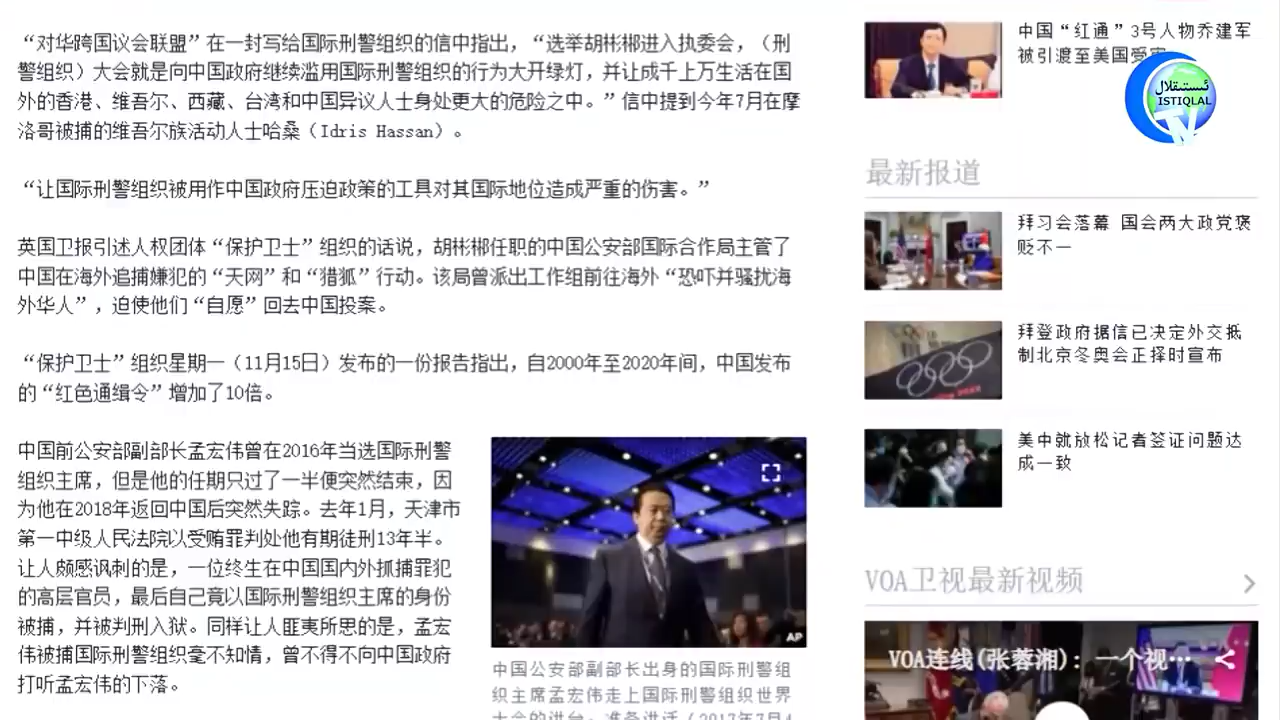 “对华跨国议会联盟”在一封写给国际刑警组织的信中指出，“选举胡彬郴进入执委会，（刑
警组织）大会就是向中国政府继续滥用国际刑警组织的行为大开绿灯，并让成千上万生活在国
外的香港、维吾尔、西藏、台湾和中国异议人士身处更大的危险之中。”信中提到今年7月在摩
洛哥被捕的维吾尔族活动人士哈桑（Idris Hassan）。
“让国际刑警组织被用作中国政府压迫政策的工具对其国际地位造成严重的伤害。”
英国卫报引述人权团体“保护卫士”组织的话说，胡彬郴任职的中国公安部国际合作局主管了
中国在海外追捕嫌犯的“天网”和“猎狐”行动。该局曾派出工作组前往海外“恐吓并骚扰海
外华人”，迫使他们“自愿”回去中国投案。
“保护卫士”组织星期一（11月15日）发布的一份报告指出，自2000年至2020年间，中国发布
的“红色通缉令”增加了10倍。
中国前公安部副部长孟宏伟曾在2016年当选国际刑警
组织主席，但是他的任期只过了一半便突然结束，因
为他在2018年返回中国后突然失踪。去年1月，天津市
第一中级人民法院以受贿罪判处他有期徒刑13年半。
让人颇感讽刺的是，一位终生在中国国内外抓捕罪犯
的高层官员，最后自己竟以国际刑警组织主席的身份
被捕，并被判刑入狱。同样让人匪夷所思的是，孟宏
伟被捕国际刑警组织毫不知情，曾不得不向中国政府
打听孟宏伟的下落。
AP
中国公安部副部长出身的国际刑警组
织主席孟宏伟走上国际刑警组织世界
大会的讲台，准备讲话（2017年7月4
中国“红通”3号人物乔建军
被引渡至美国受审
ئىستىقلال
ISTIQLAL
TV
最新报道
拜习会落幕 国会两大政党褒
贬不一
拜登政府据信已决定外交抵
制北京冬奥会正择时宣布
美中就放松记者签证问题达
成一致
VOA卫视最新视频
VOA连线(张蓉湘)：一个视…